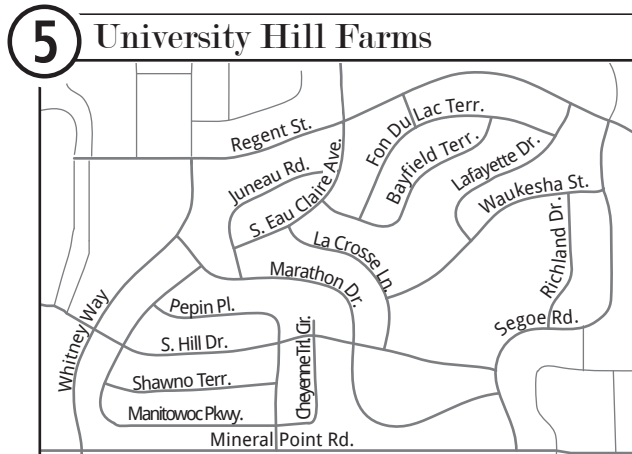 5 University Hill Farms
Regent St.
Fon Du Lac Terr.
Bayfield Terr.
Lafayette Dr.
Juneau Rd.
S. Eau Claire Ave.
Waukesha St.
La Crosse Ln.
Richland Dr.
Marathon Dr.
Whitney Way
Pepin Pl.
Segoe Rd.
S. Hill Dr.
Cheyenne Trl. Cir.
Shawno Terr.
Manitowoc Pkwy.
Mineral Point Rd.